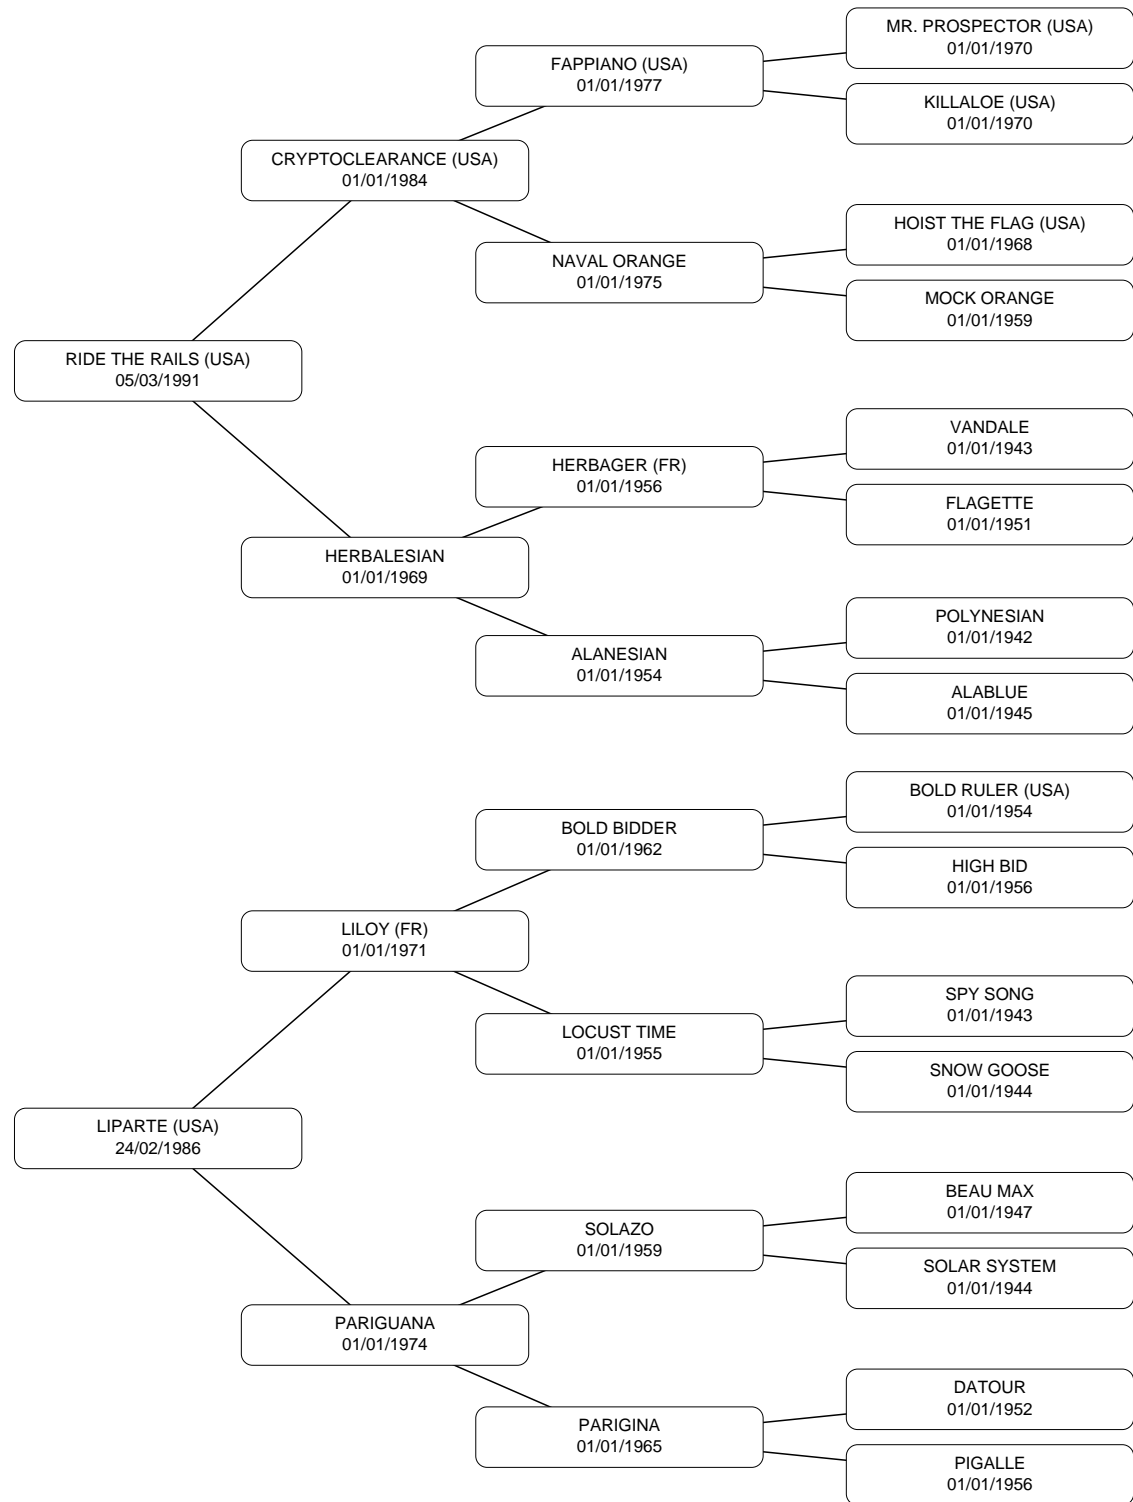 MR. PROSPECTOR (USA)
01/01/1970
FAPPIANO (USA)
01/01/1977
KILLALOE (USA)
01/01/1970
CRYPTOCLEARANCE (USA)
01/01/1984
HOIST THE FLAG (USA)
01/01/1968
NAVAL ORANGE
01/01/1975
MOCK ORANGE
01/01/1959
RIDE THE RAILS (USA)
05/03/1991
VANDALE
01/01/1943
HERBAGER (FR)
01/01/1956
FLAGETTE
01/01/1951
HERBALESIAN
01/01/1969
POLYNESIAN
01/01/1942
ALANESIAN
01/01/1954
ALABLUE
01/01/1945
BOLD RULER (USA)
01/01/1954
BOLD BIDDER
01/01/1962
HIGH BID
01/01/1956
LILOY (FR)
01/01/1971
SPY SONG
01/01/1943
LOCUST TIME
01/01/1955
SNOW GOOSE
01/01/1944
LIPARTE (USA)
24/02/1986
BEAU MAX
01/01/1947
SOLAZO
01/01/1959
SOLAR SYSTEM
01/01/1944
PARIGUANA
01/01/1974
DATOUR
01/01/1952
PARIGINA
01/01/1965
PIGALLE
01/01/1956